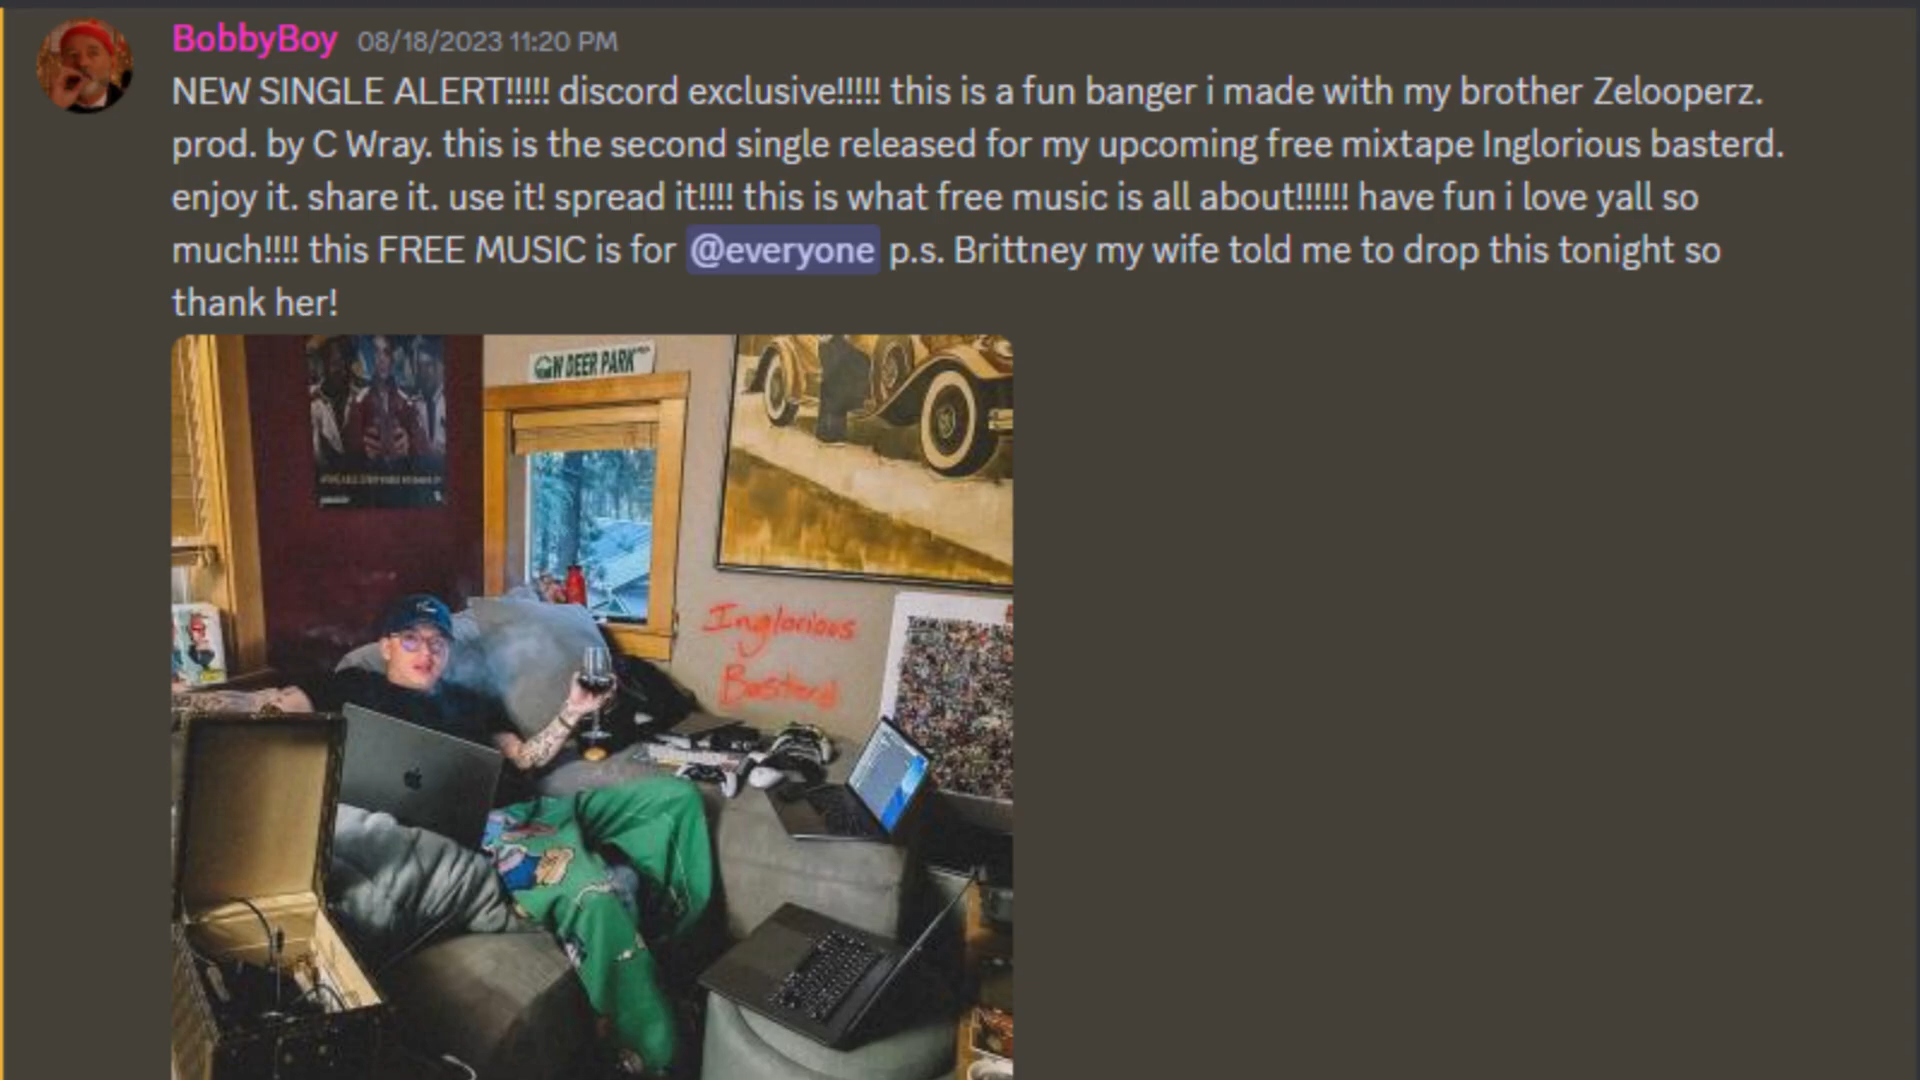 BobbyBoy 08/18/2023 11:20 PM
NEW SINGLE ALERT!!!!! discord exclusive!!!!! this is a fun banger i made with my brother Zelooperz.
prod. by C Wray. this is the second single released for my upcoming free mixtape Inglorious basterd.
enjoy it. share it. use it! spread it!!!! this is what free music is all about!!!!!! have fun i love yall so
much!!!! this FREE MUSIC is for @everyone p.s. Brittney my wife told me to drop this tonight so
thank her!
N DEER PARK
Inglorious
Basterd